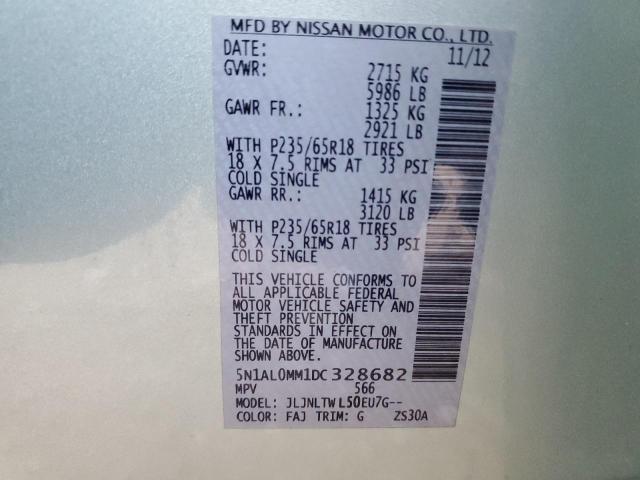 MFD BY NISSAN MOTOR CO., LTD.
DATE: 11/12
GVWR: 2715 KG
5986 LB
GAWR FR.: 1325 KG
2921 LB
WITH P235/65R18 TIRES
18 X 7.5 RIMS AT 33 PSI
COLD SINGLE
GAWR RR.: 1415 KG
3120 LB
WITH P235/65R18 TIRES
18 X 7.5 RIMS AT 33 PSI
COLD SINGLE
THIS VEHICLE CONFORMS TO
ALL APPLICABLE FEDERAL
MOTOR VEHICLE SAFETY AND
THEFT PREVENTION
STANDARDS IN EFFECT ON
THE DATE OF MANUFACTURE
SHOWN ABOVE.
5N1AL0MM1DC328682
MPV 566
MODEL: JLJNLTWL50EU7G--
COLOR: FAJ TRIM: G ZS30A